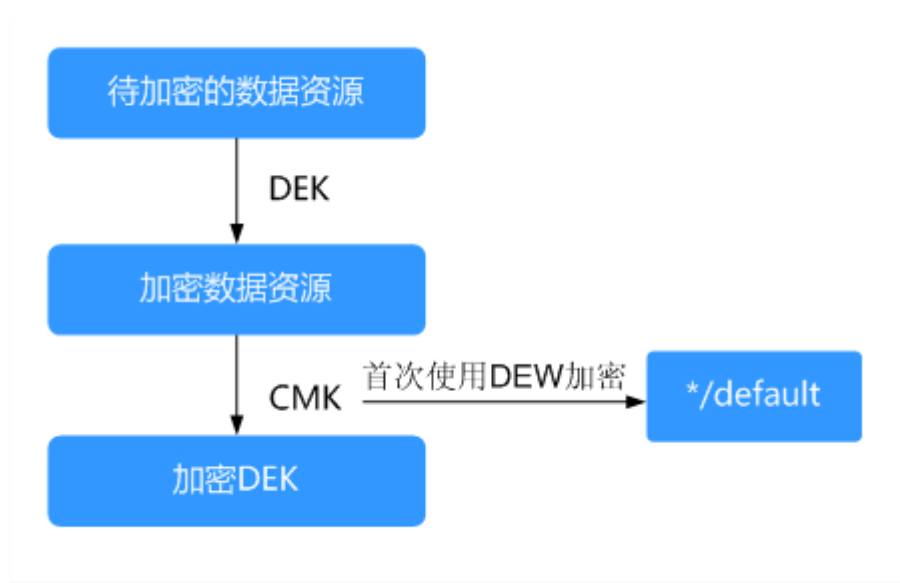 待加密的数据资源
DEK
加密数据资源
首次使用DEW加密
CMK
*/default
加密DEK